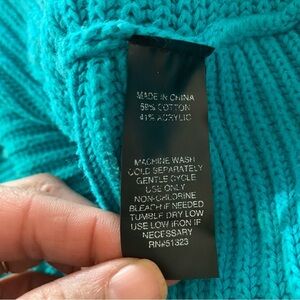 MADE IN CHINA
59% COTTON
41% ACRYLIC
MACHINE WASH
COLD SEPARATELY
GENTLE CYCLE
USE ONLY
NON-CHLORINE
BLEACH IF NEEDED
TUMBLE DRY LOW
USE LOW IRON IF
NECESSARY
RN#51323